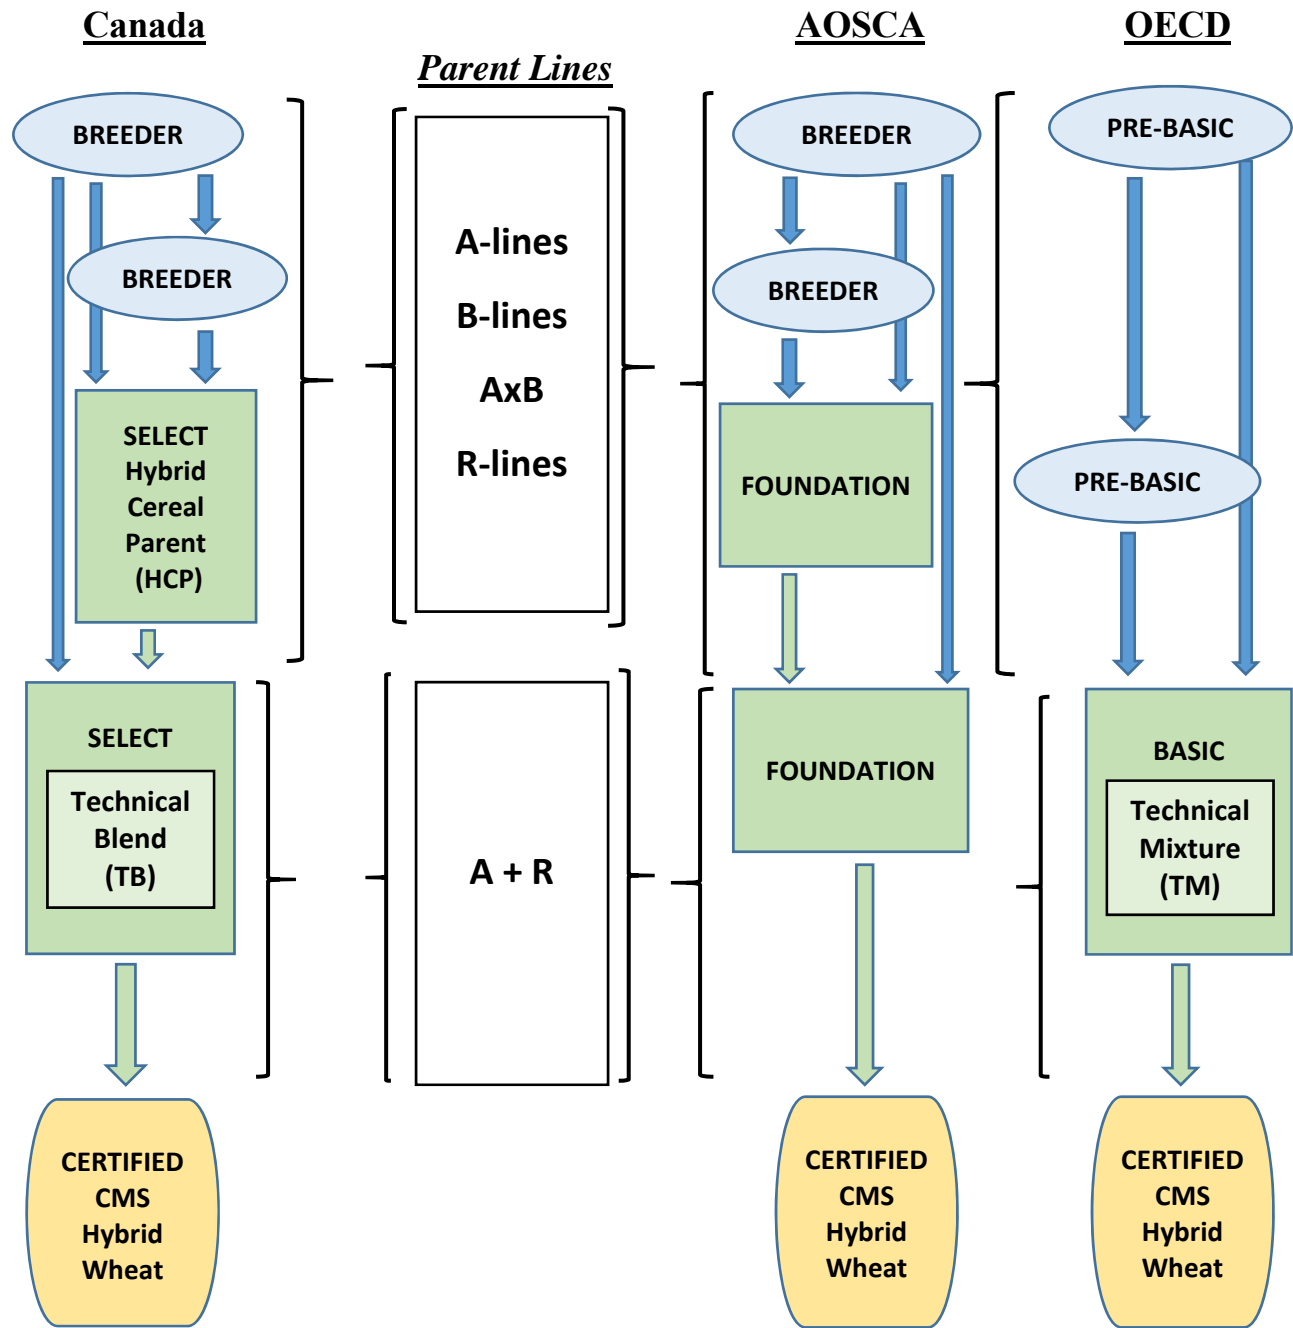 Canada
Parent Lines
AOSCA
OECD
BREEDER
BREEDER
SELECT
Hybrid
Cereal
Parent
(HCP)
SELECT
Technical
Blend
(TB)
CERTIFIED
CMS
Hybrid
Wheat
A-lines
B-lines
AxB
R-lines
A + R
BREEDER
BREEDER
FOUNDATION
FOUNDATION
CERTIFIED
CMS
Hybrid
Wheat
PRE-BASIC
PRE-BASIC
BASIC
Technical
Mixture
(TM)
CERTIFIED
CMS
Hybrid
Wheat